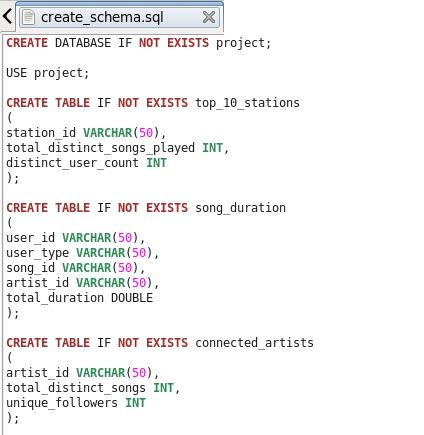 create_schema.sql
CREATE DATABASE IF NOT EXISTS project;
USE project;
CREATE TABLE IF NOT EXISTS top_10_stations
(
station_id VARCHAR(50),
total_distinct_songs_played INT,
distinct_user_count INT
);
CREATE TABLE IF NOT EXISTS song_duration
(
user_id VARCHAR(50),
user_type VARCHAR(50),
song_id VARCHAR(50),
artist_id VARCHAR(50),
total_duration DOUBLE
);
CREATE TABLE IF NOT EXISTS connected_artists
(
artist_id VARCHAR(50),
total_distinct_songs INT,
unique_followers INT
);